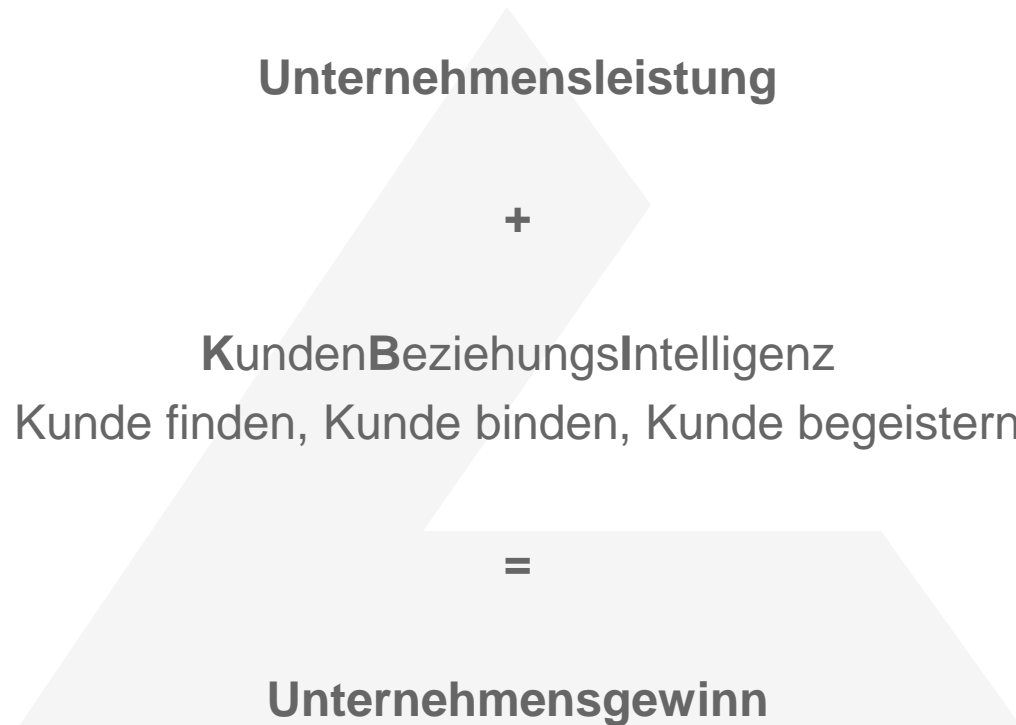 Unternehmensleistung
+
KundenBeziehungsIntelligenz
Kunde finden, Kunde binden, Kunde begeistern
=
Unternehmensgewinn